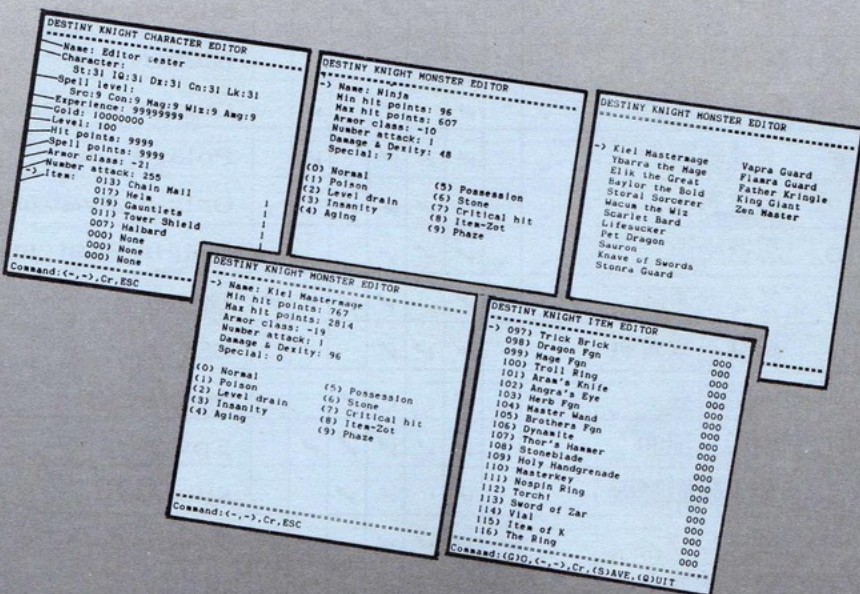 DESTINY KNIGHT CHARACTER EDITOR
Name: Editor Tester
Character:
St:31 IQ:31 Dx:31 Cn:31 Lk:31
Spell level:
Src:9 Con:9 Mag:9 Wiz:9 Amg:9
Experience: 99999999
Gold: 10000000
Level: 100
Hit points: 9999
Spell points: 9999
Armor class: -21
Number attack: 255
-> Item: 013) Chain Mail 1
017) Helm 1
019) Gauntlets 1
011) Tower Shield 1
007) Halbard
000) None
000) None
000) None
Command:<-,->,Cr,ESC
DESTINY KNIGHT MONSTER EDITOR
-> Name: Ninja
Min hit points: 96
Max hit points: 607
Armor class: -10
Number attack: 1
Damage & Dexity: 48
Special: 7
(0) Normal
(1) Poison (5) Possession
(2) Level drain (6) Stone
(3) Insanity (7) Critical hit
(4) Aging (8) Item-Zot
(9) Phaze
DESTINY KNIGHT MONSTER EDITOR
-> Kiel Mastermage Vapra Guard
Ybarra the Mage Flaara Guard
Elik the Great Father Kringle
Baylor the Bold King Giant
Storal Sorcerer Zen Master
Wacum the Wiz
Scarlet Bard
Lifesucker
Pet Dragon
Sauron
Knave of Swords
Stonra Guard
DESTINY KNIGHT MONSTER EDITOR
-> Name: Kiel Mastermage
Min hit points: 767
Max hit points: 2814
Armor class: -19
Number attack: 1
Damage & Dexity: 96
Special: 0
(0) Normal
(1) Poison (5) Possession
(2) Level drain (6) Stone
(3) Insanity (7) Critical hit
(4) Aging (8) Item-Zot
(9) Phaze
Command:<-,->,Cr,ESC
DESTINY KNIGHT ITEM EDITOR
-> 097) Trick Brick 000
098) Dragon Fgn 000
099) Mage Fgn 000
100) Troll Ring 000
101) Aram's Knife 000
102) Angra's Eye 000
103) Herb Fgn 000
104) Master Wand 000
105) Brothers Fgn 000
106) Dynamite 000
107) Thor's Hammer 000
108) Stoneblade 000
109) Holy Handgrenade 000
110) Masterkey 000
111) Nospin Ring 000
112) Torch! 000
113) Sword of Zar 000
114) Vial 000
115) Item of K 000
116) The Ring 000
Command:(G)O,<-,->,Cr,(S)AVE,(Q)UIT